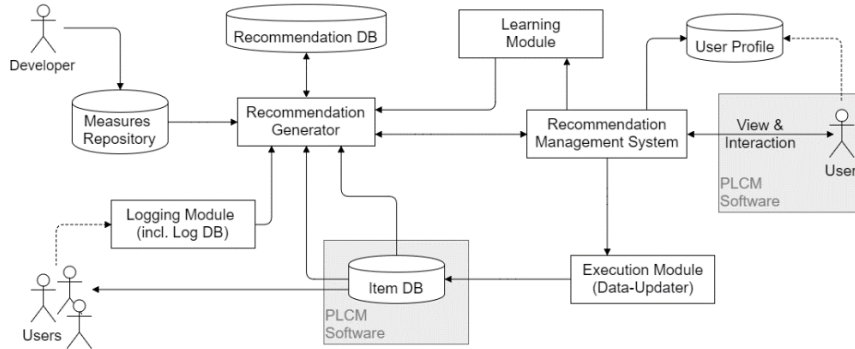 Developer
Recommendation DB
Learning
Module
User Profile
Measures
Repository
Recommendation
Generator
Recommendation
Management System
View &
Interaction
User
PLCM
Software
Logging Module
(incl. Log DB)
Item DB
Execution Module
(Data-Updater)
Users
PLCM
Software